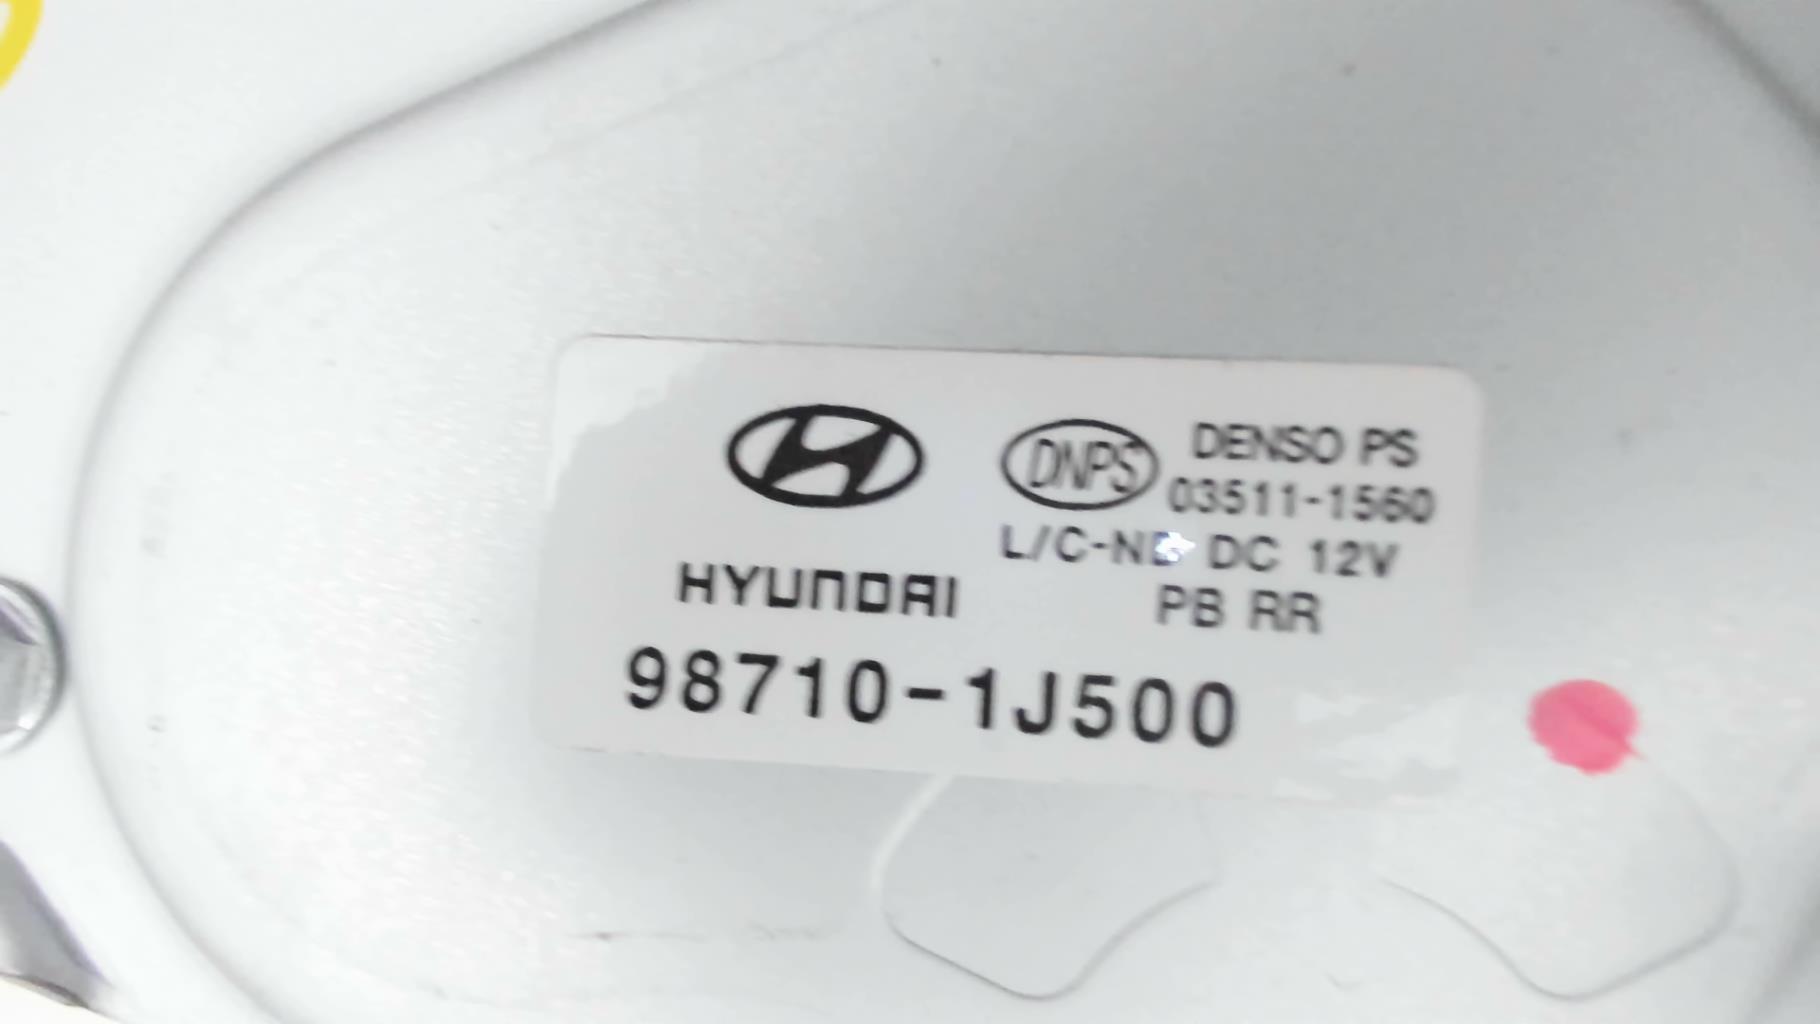 DNPS
DENSO PS
03511-1560
DC 12V
HYUNDAI
PB RR
98710-1J500